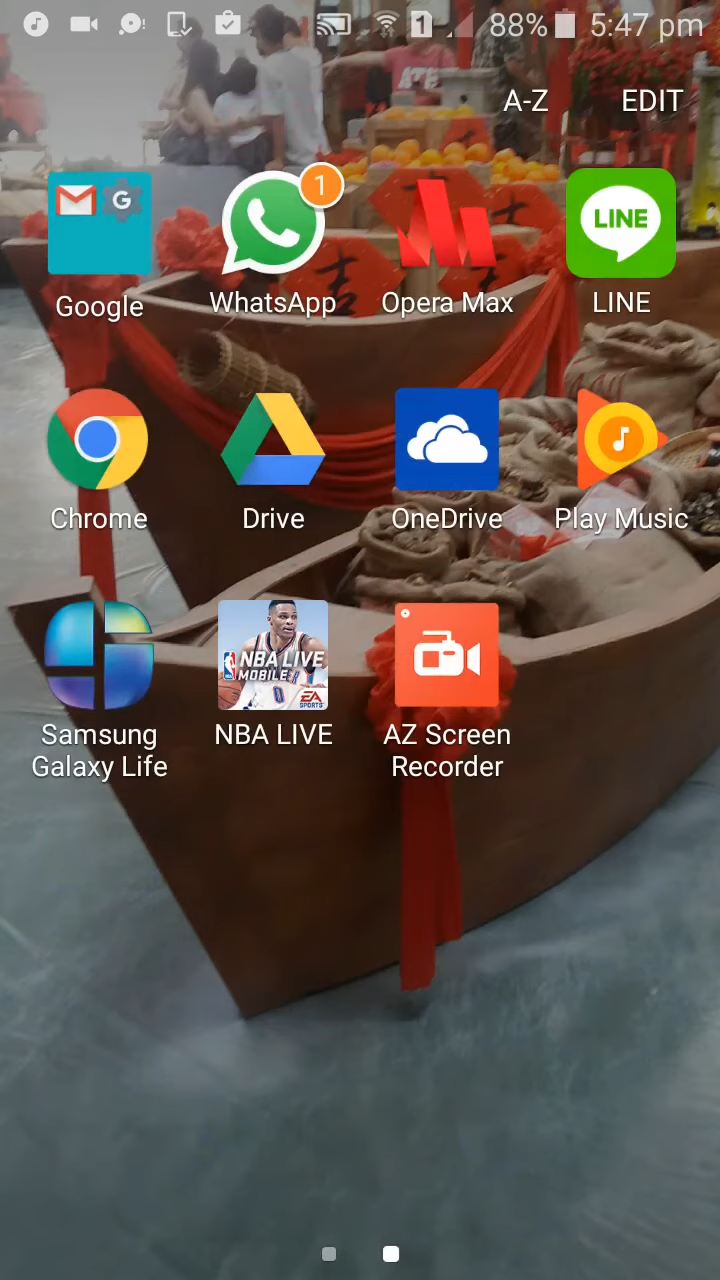 1 88% 5:47 pm
A-Z EDIT
G 1 LINE
Google WhatsApp Opera Max LINE
吉
Chrome Drive OneDrive Play Music
NBA LIVE
MOBILE
EA
SPORTS
Samsung
Galaxy Life
NBA LIVE
AZ Screen
Recorder